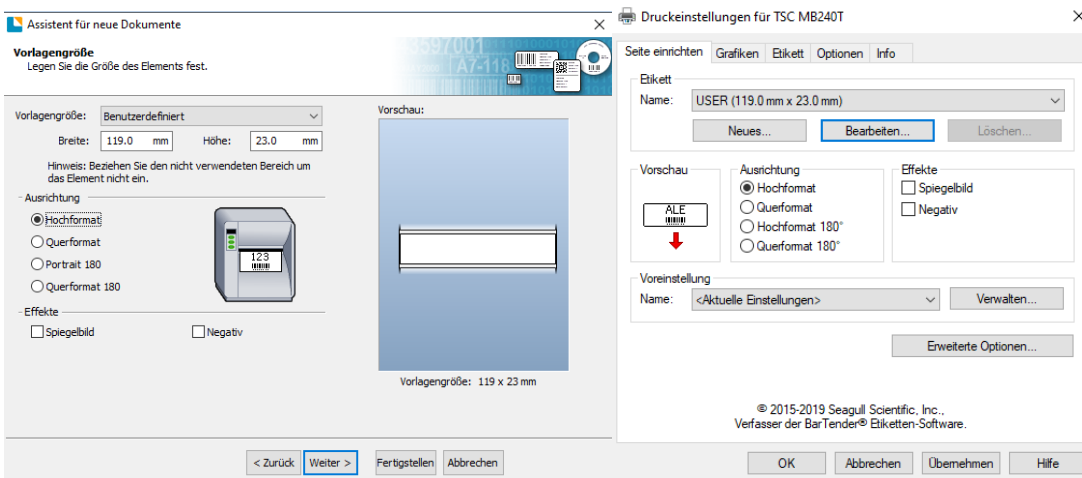 Assistent für neue Dokumente
Vorlagengröße
Legen Sie die Größe des Elements fest.
Vorlagengröße: Benutzerdefiniert
Breite: 119.0 mm Höhe: 23.0 mm
Hinweis: Beziehen Sie den nicht verwendeten Bereich um
das Element nicht ein.
Ausrichtung
Hochformat
Querformat
Portrait 180
Querformat 180
123
Effekte
Spiegelbild Negativ
Vorschau:
Vorlagengröße: 119 x 23 mm
< Zurück Weiter > Fertigstellen Abbrechen
Druckeinstellungen für TSC MB240T
Seite einrichten Grafiken Etikett Optionen Info
Etikett
Name: USER (119.0 mm x 23.0 mm)
Neues... Bearbeiten... Löschen...
Vorschau
ALE
Ausrichtung
Hochformat
Querformat
Hochformat 180°
Querformat 180°
Effekte
Spiegelbild
Negativ
Voreinstellung
Name: <Aktuelle Einstellungen> Verwalten...
Erweiterte Optionen...
© 2015-2019 Seagull Scientific, Inc.,
Verfasser der BarTender® Etiketten-Software.
OK Abbrechen Übernehmen Hilfe